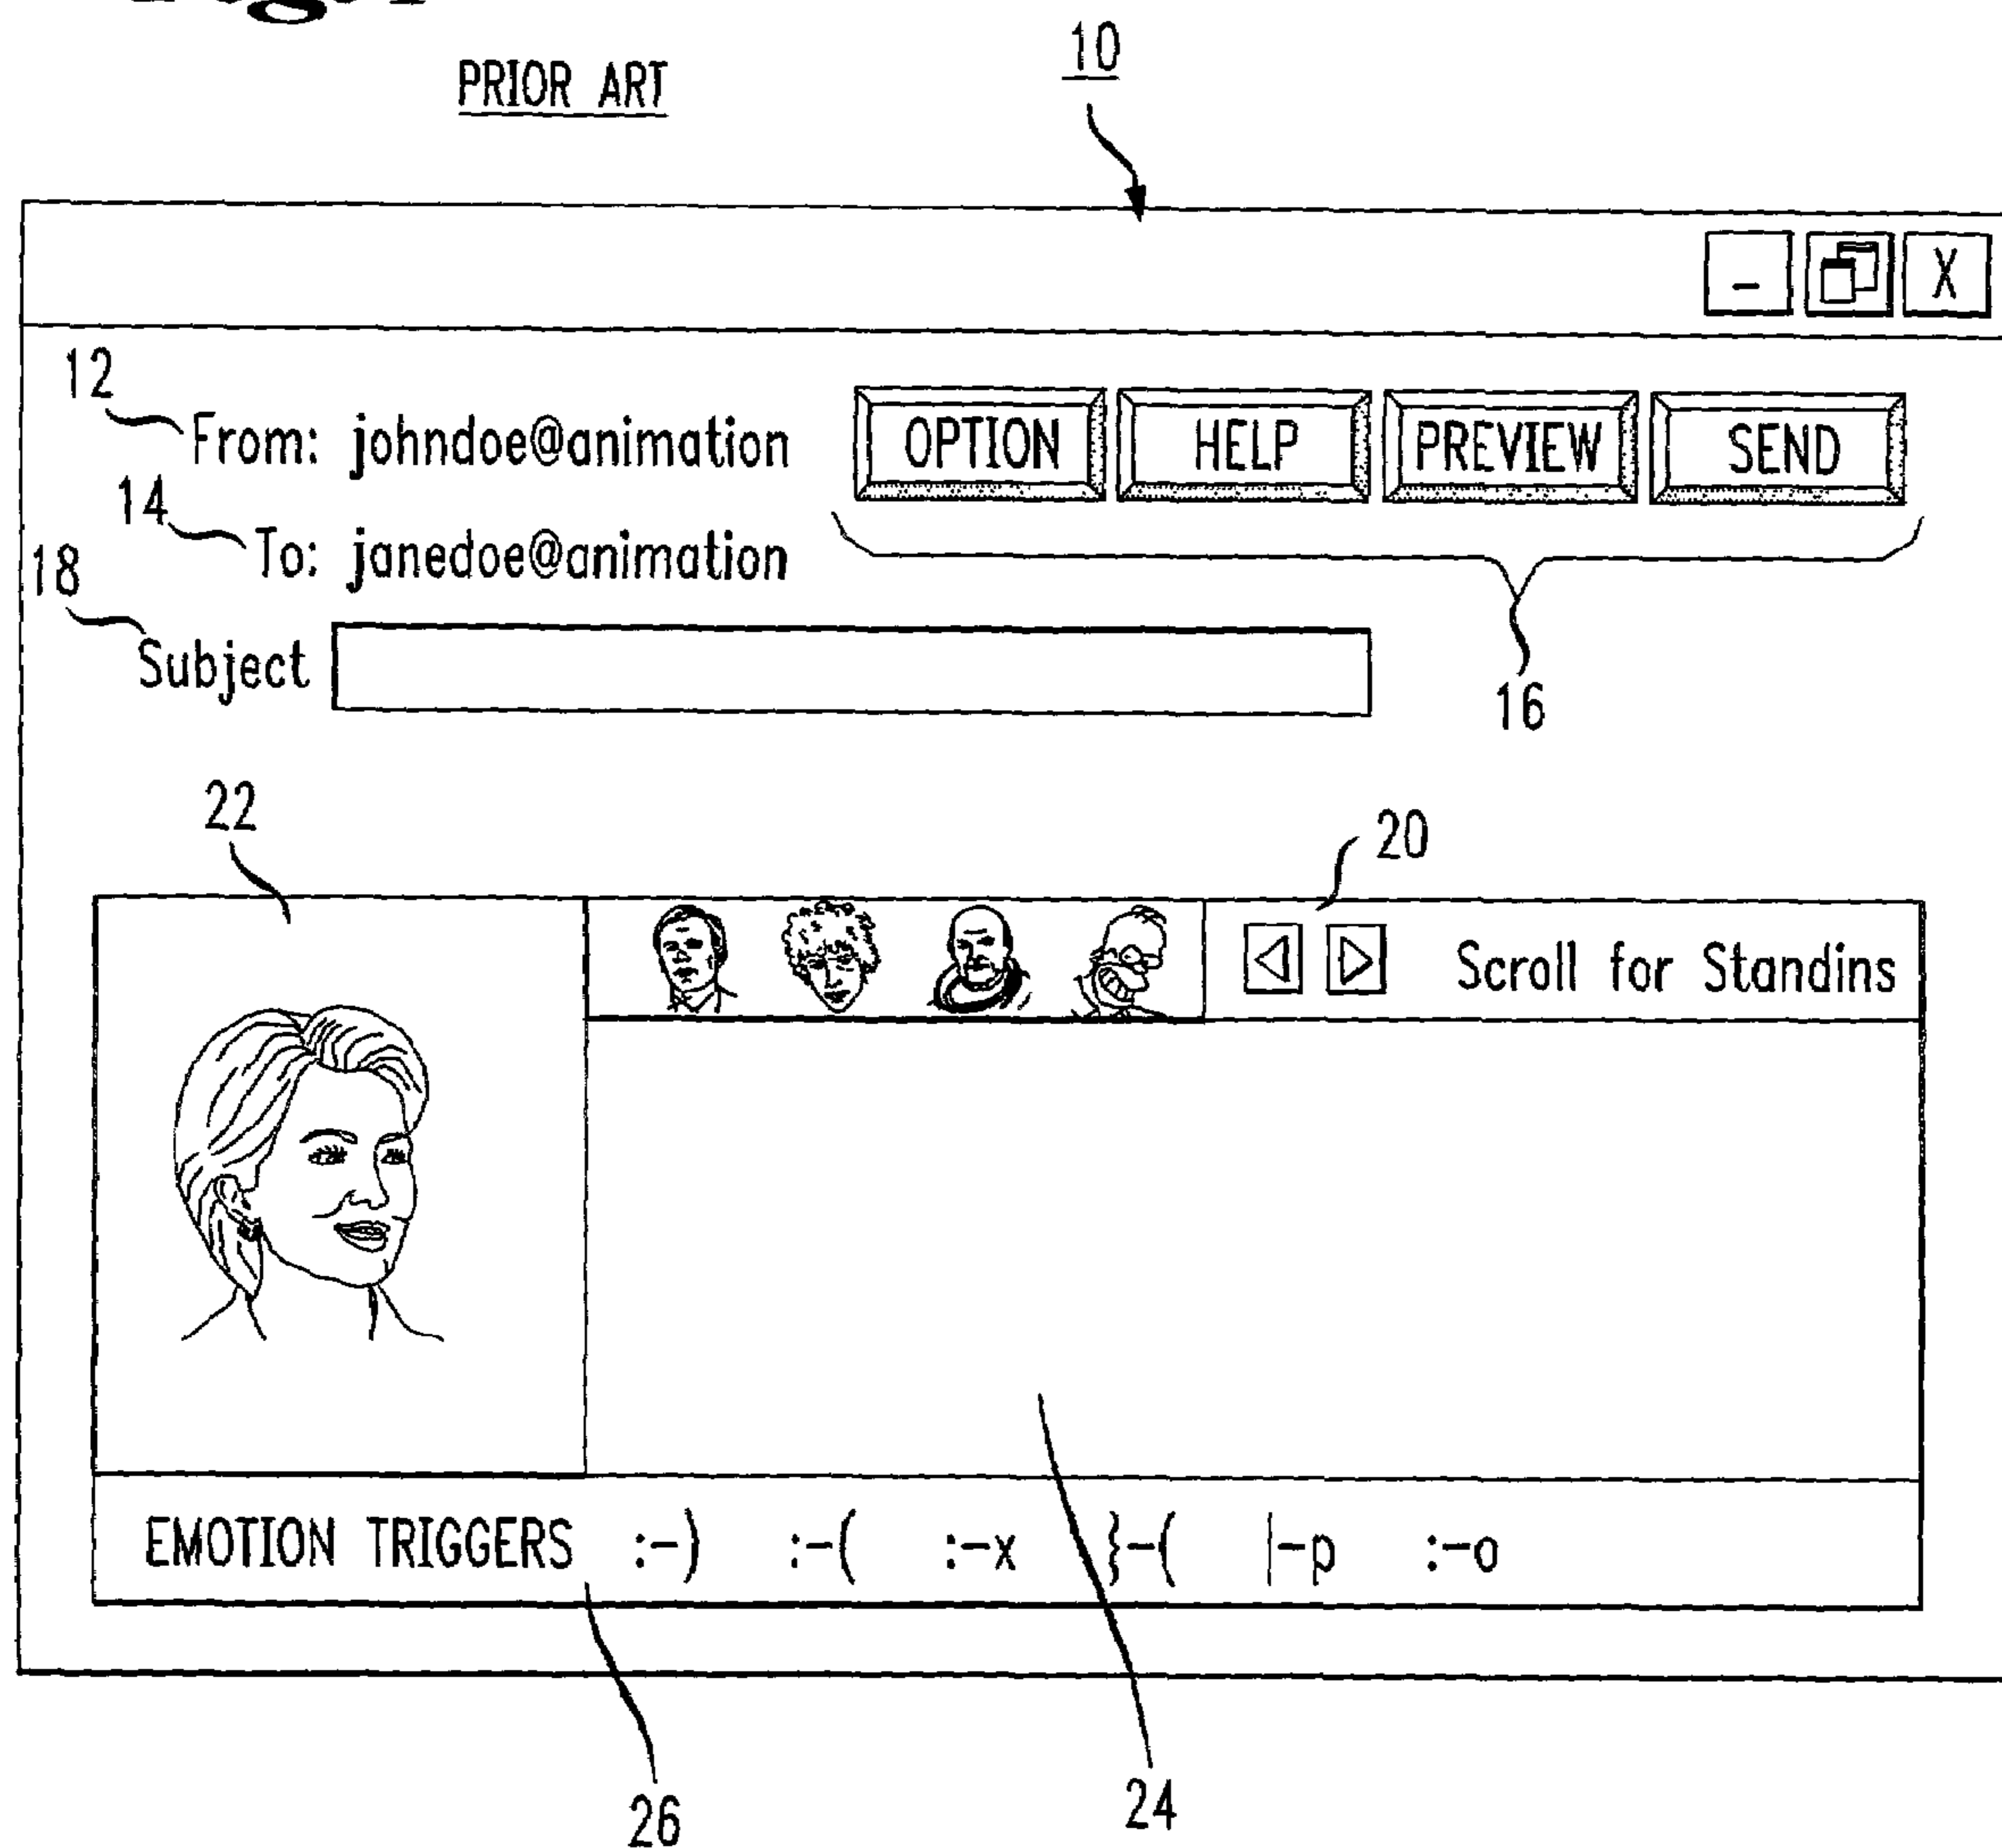 PRIOR ART
10
– X
12
From: johndoe@animation OPTION HELP PREVIEW SEND
14
To: janedoe@animation
18
Subject
16
22
20
Scroll for Standins
EMOTION TRIGGERS :-) :-( :-x }-( |-p :-o
24
26